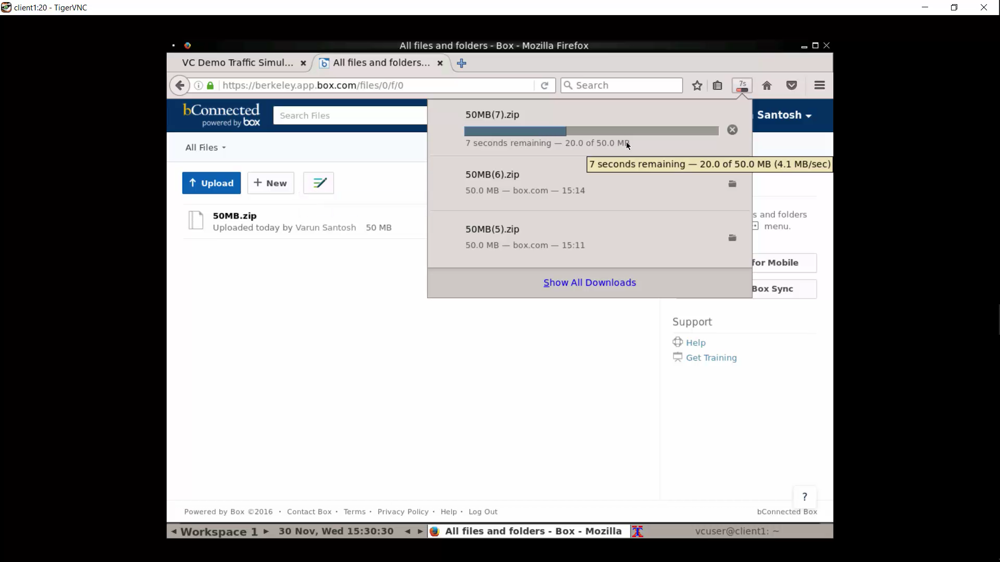 client1:20 - TigerVNC
All files and folders - Box - Mozilla Firefox
VC Demo Traffic Simul...
All files and folders...
https://berkeley.app.box.com/files/0/f/0
Search
7s
bConnected
powered by box
Search Files
Santosh
All Files
Upload
New
50MB.zip
Uploaded today by Varun Santosh 50 MB
50MB(7).zip
7 seconds remaining — 20.0 of 50.0 MB
7 seconds remaining — 20.0 of 50.0 MB (4.1 MB/sec)
50MB(6).zip
50.0 MB — box.com — 15:14
50MB(5).zip
50.0 MB — box.com — 15:11
Show All Downloads
s and folders
menu.
for Mobile
Box Sync
Support
Help
Get Training
?
Powered by Box ©2016 · Contact Box · Terms · Privacy Policy · Help · Log Out
bConnected Box
Workspace 1
30 Nov, Wed 15:30:30
All files and folders - Box - Mozilla
vcuser@client1: ~